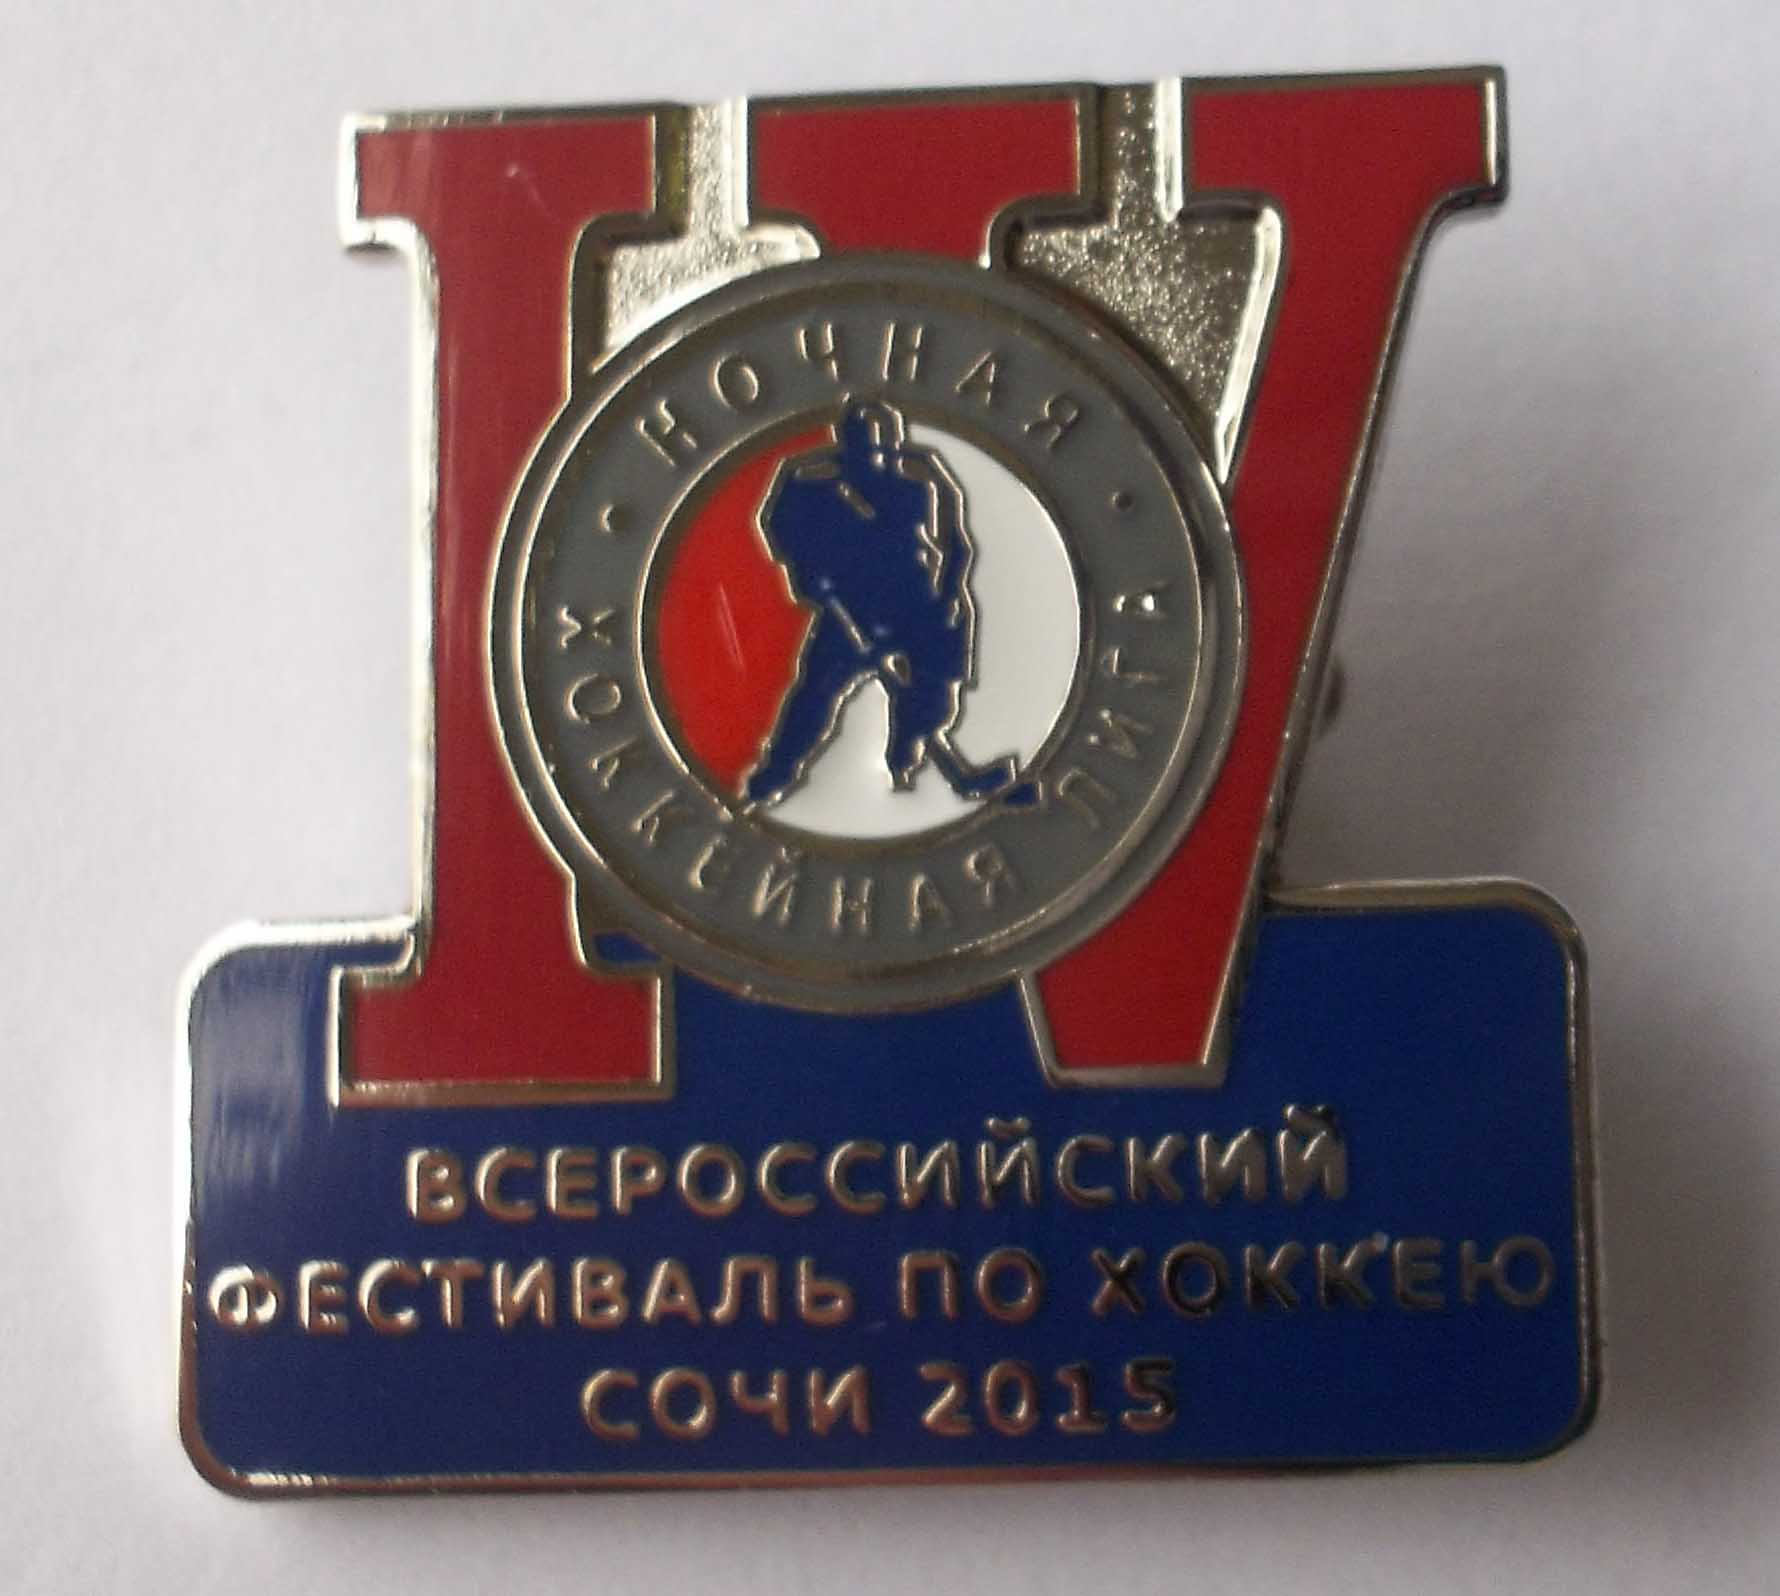 IV
НОЧНАЯ
ХОККЕЙНАЯ ЛИГА
ВСЕРОССИЙСКИЙ
ФЕСТИВАЛЬ ПО ХОККЕЮ
СОЧИ 2015